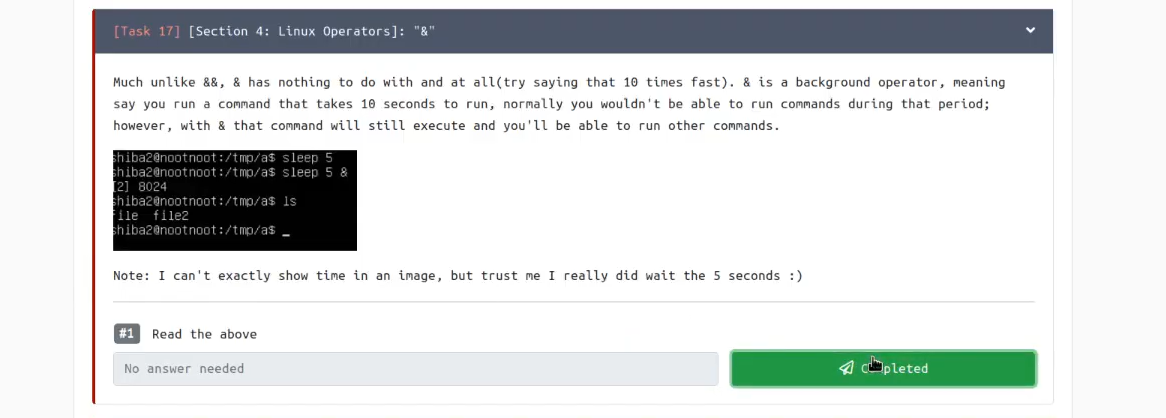 [Task 17] [Section 4: Linux Operators]: "&"
Much unlike &&, & has nothing to do with and at all(try saying that 10 times fast). & is a background operator, meaning
say you run a command that takes 10 seconds to run, normally you wouldn't be able to run commands during that period;
however, with & that command will still execute and you'll be able to run other commands.
shiba2@nootnoot:/tmp/a$ sleep 5
shiba2@nootnoot:/tmp/a$ sleep 5 &
[2] 8024
shiba2@nootnoot:/tmp/a$ ls
file  file2
shiba2@nootnoot:/tmp/a$ _
Note: I can't exactly show time in an image, but trust me I really did wait the 5 seconds :)
#1 Read the above
No answer needed
Completed